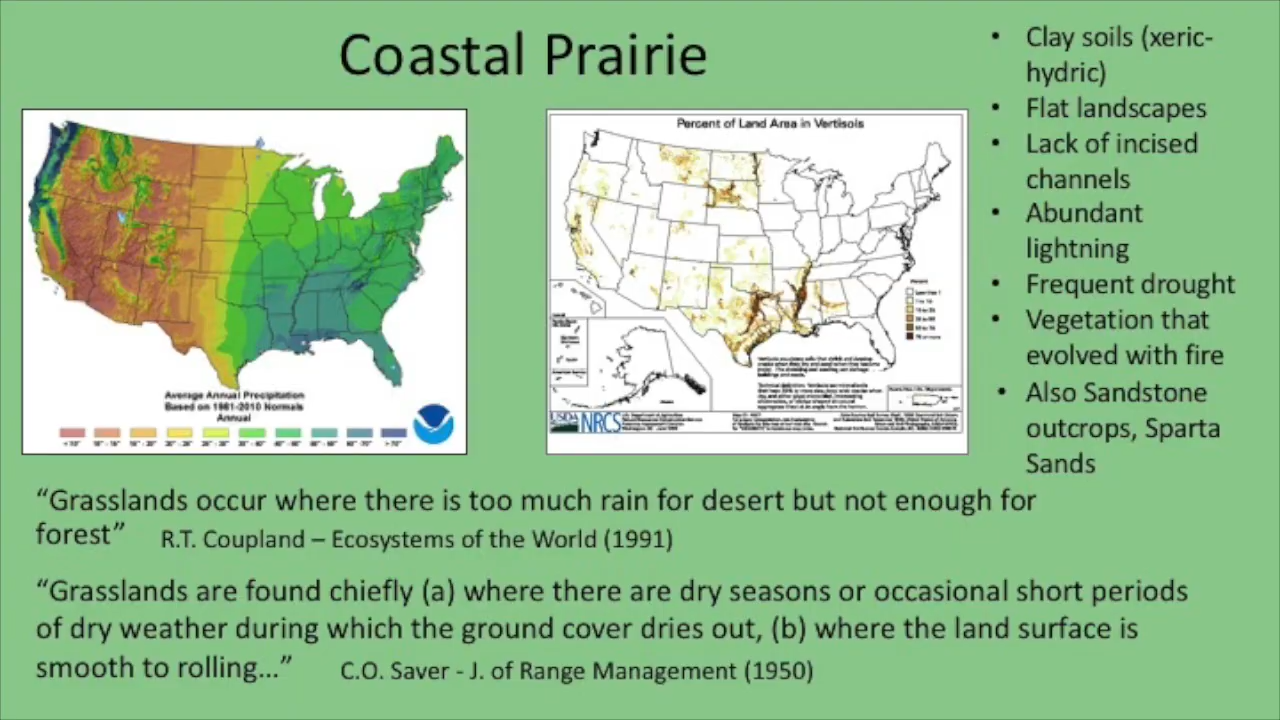 Coastal Prairie
Average Annual Precipitation
Based on 1981-2010 Normals
Annual
Percent of Land Area in Vertisols
Percent
USDA NRCS
• Clay soils (xeric-
hydric)
• Flat landscapes
• Lack of incised
channels
• Abundant
lightning
• Frequent drought
• Vegetation that
evolved with fire
• Also Sandstone
outcrops, Sparta
Sands
“Grasslands occur where there is too much rain for desert but not enough for
forest” R.T. Coupland – Ecosystems of the World (1991)
“Grasslands are found chiefly (a) where there are dry seasons or occasional short periods
of dry weather during which the ground cover dries out, (b) where the land surface is
smooth to rolling…” C.O. Saver - J. of Range Management (1950)